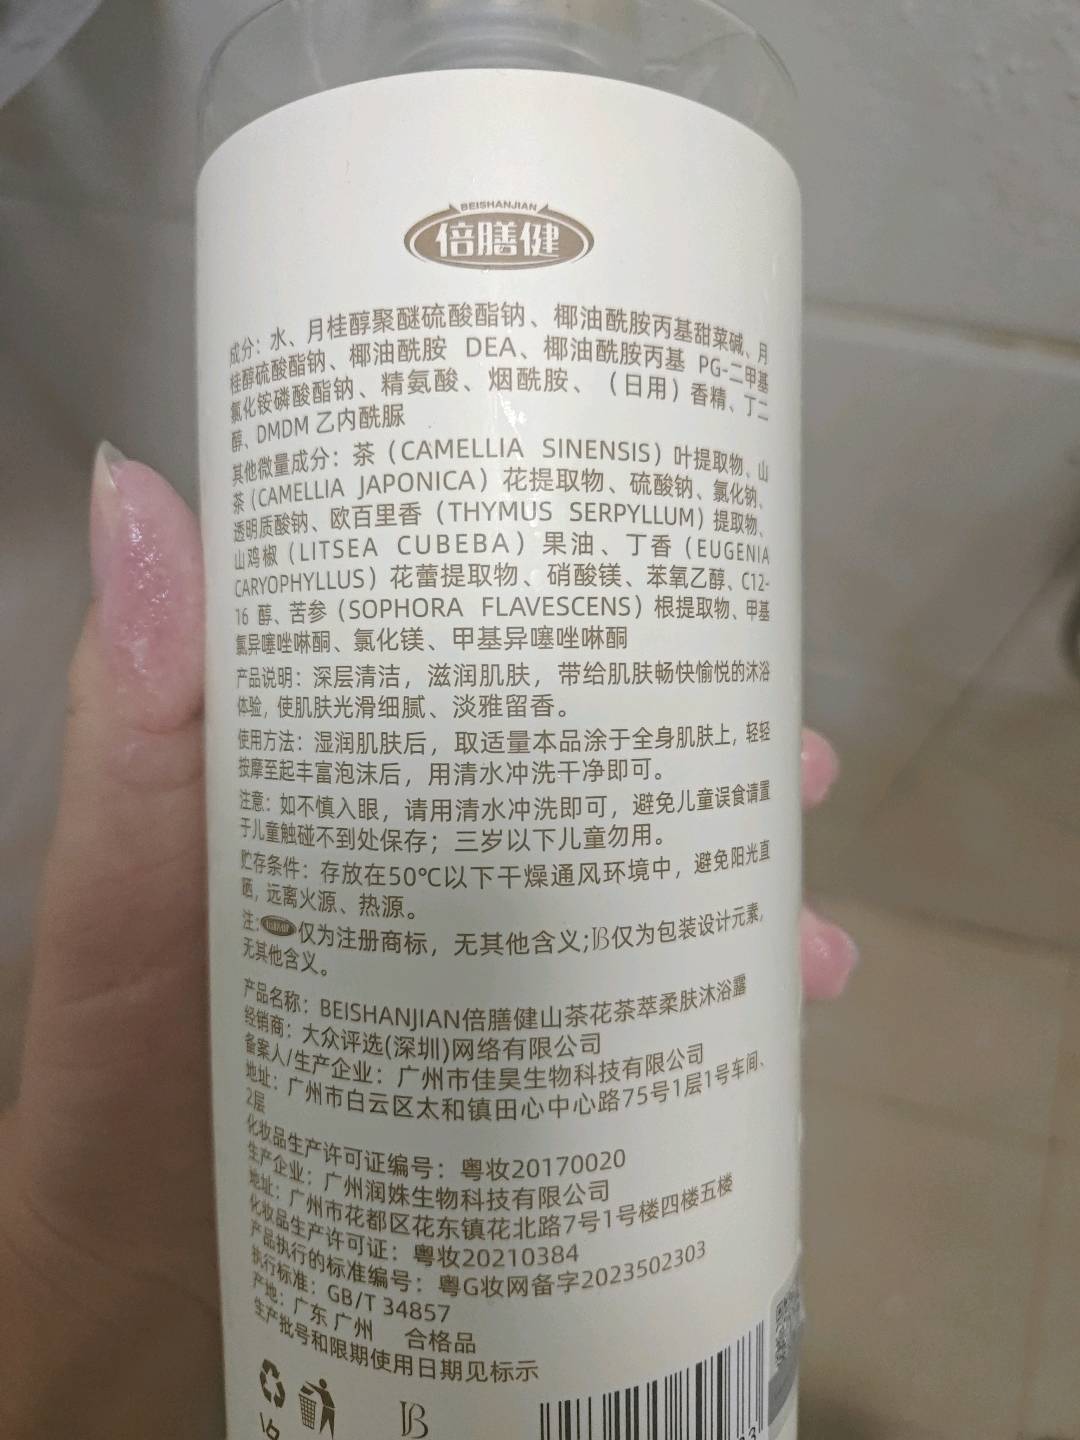 BEISHANJIAN
倍膳健
成分：水、月桂醇聚醚硫酸酯钠、椰油酰胺丙基甜菜碱、月
桂醇硫酸酯钠、椰油酰胺 DEA、椰油酰胺丙基 PG-二甲基
氯化铵磷酸酯钠、精氨酸、烟酰胺、（日用）香精、丁二
醇、DMDM 乙内酰脲
其他微量成分：茶（CAMELLIA SINENSIS）叶提取物、山
茶（CAMELLIA JAPONICA）花提取物、硫酸钠、氯化钠、
透明质酸钠、欧百里香（THYMUS SERPYLLUM）提取物、
山鸡椒（LITSEA CUBEBA）果油、丁香（EUGENIA
CARYOPHYLLUS）花蕾提取物、硝酸镁、苯氧乙醇、C12-
16 醇、苦参（SOPHORA FLAVESCENS）根提取物、甲基
氯异噻唑啉酮、氯化镁、甲基异噻唑啉酮
产品说明：深层清洁，滋润肌肤，带给肌肤畅快愉悦的沐浴
体验，使肌肤光滑细腻、淡雅留香。
使用方法：湿润肌肤后，取适量本品涂于全身肌肤上，轻轻
按摩至起丰富泡沫后，用清水冲洗干净即可。
注意：如不慎入眼，请用清水冲洗即可，避免儿童误食请置
于儿童触碰不到处保存；三岁以下儿童勿用。
贮存条件：存放在50℃以下干燥通风环境中，避免阳光直
晒，远离火源、热源。
注：倍膳健仅为注册商标，无其他含义;B仅为包装设计元素，
无其他含义。
产品名称：BEISHANJIAN倍膳健山茶花茶萃柔肤沐浴露
经销商：大众评选(深圳)网络有限公司
备案人/生产企业：广州市佳昊生物科技有限公司
地址：广州市白云区太和镇田心中心路75号1层1号车间、
2层
化妆品生产许可证编号：粤妆20170020
生产企业：广州润姝生物科技有限公司
地址：广州市花都区花东镇花北路7号1号楼四楼五楼
化妆品生产许可证：粤妆20210384
产品执行的标准编号：粤G妆网备字2023502303
执行标准：GB/T 34857
产地：广东 广州 合格品
生产批号和限期使用日期见标示
B